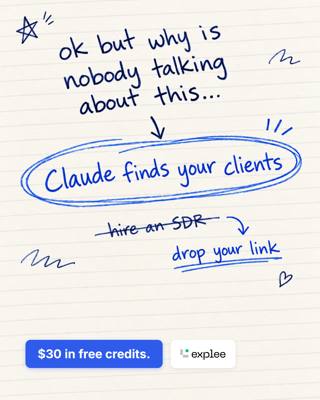 ok but why is
nobody talking
about this...
Claude finds your clients
hire an SDR
drop your link
$30 in free credits.
explee